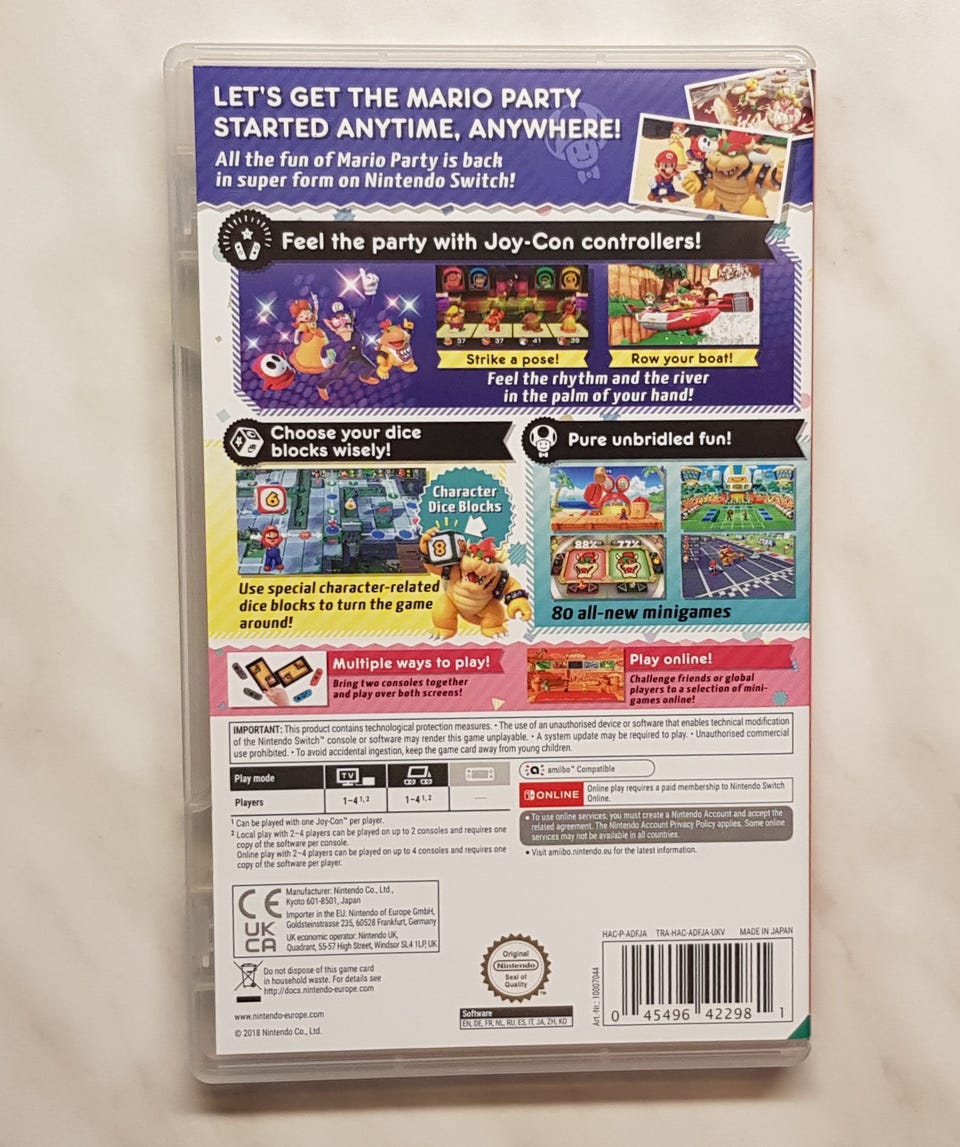 LET'S GET THE MARIO PARTY
STARTED ANYTIME, ANYWHERE!
All the fun of Mario Party is back
in super form on Nintendo Switch!
Feel the party with Joy-Con controllers!
37
37
41
39
Strike a pose!
Row your boat!
Feel the rhythm and the river
in the palm of your hand!
Choose your dice
blocks wisely!
6
Character
Dice Blocks
8
Use special character-related
dice blocks to turn the game
around!
Pure unbridled fun!
88%
77%
80 all-new minigames
Multiple ways to play!
Bring two consoles together
and play over both screens!
Play online!
Challenge friends or global
players to a selection of mini-
games online!
IMPORTANT: This product contains technological protection measures. • The use of an unauthorised device or software that enables technical modification
of the Nintendo Switch™ console or software may render this game unplayable. • A system update may be required to play. • Unauthorised commercial
use prohibited. • To avoid accidental ingestion, keep the game card away from young children.
Play mode
TV
Players
1-4 1,2
1-4 1,2
—
amiibo™ Compatible
ONLINE
Online play requires a paid membership to Nintendo Switch
Online.
• To use online services, you must create a Nintendo Account and accept the
related agreement. The Nintendo Account Privacy Policy applies. Some online
services may not be available in all countries.
• Visit amiibo.nintendo.eu for the latest information.
1 Can be played with one Joy-Con™ per player.
2 Local play with 2-4 players can be played on up to 2 consoles and requires one
copy of the software per console.
Online play with 2-4 players can be played on up to 4 consoles and requires one
copy of the software per player.
CE
UK
CA
Manufacturer: Nintendo Co., Ltd.,
Kyoto 601-8501, Japan
Importer in the EU: Nintendo of Europe GmbH,
Goldsteinstrasse 235, 60528 Frankfurt, Germany
UK economic operator: Nintendo UK,
Quadrant, 55-57 High Street, Windsor SL4 1LP, UK
Do not dispose of this game card
in household waste. For details see
http://docs.nintendo-europe.com
www.nintendo-europe.com
© 2018 Nintendo Co., Ltd.
Original
Nintendo
Seal of
Quality
™
Software
EN, DE, FR, NL, RU, ES, IT, JA, ZH, KO
HAC-P-ADFJA TRA-HAC-ADFJA-UKV MADE IN JAPAN
Art.-Nr.: 10007044
0 45496 42298 1